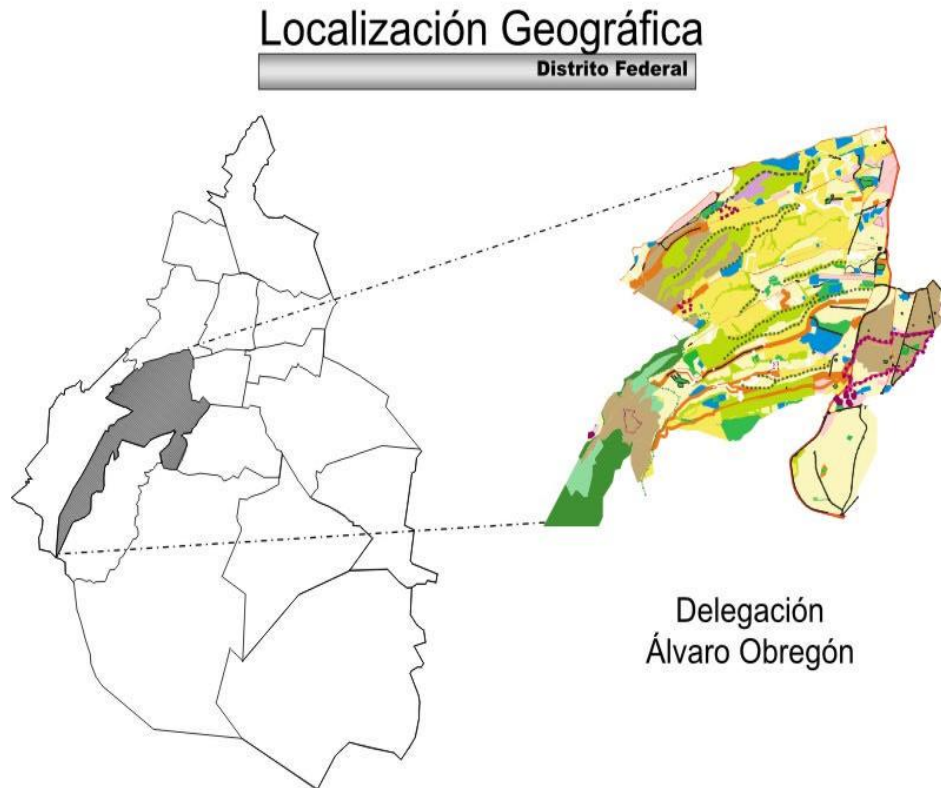 Localización Geográfica
Distrito Federal
Delegación
Álvaro Obregón